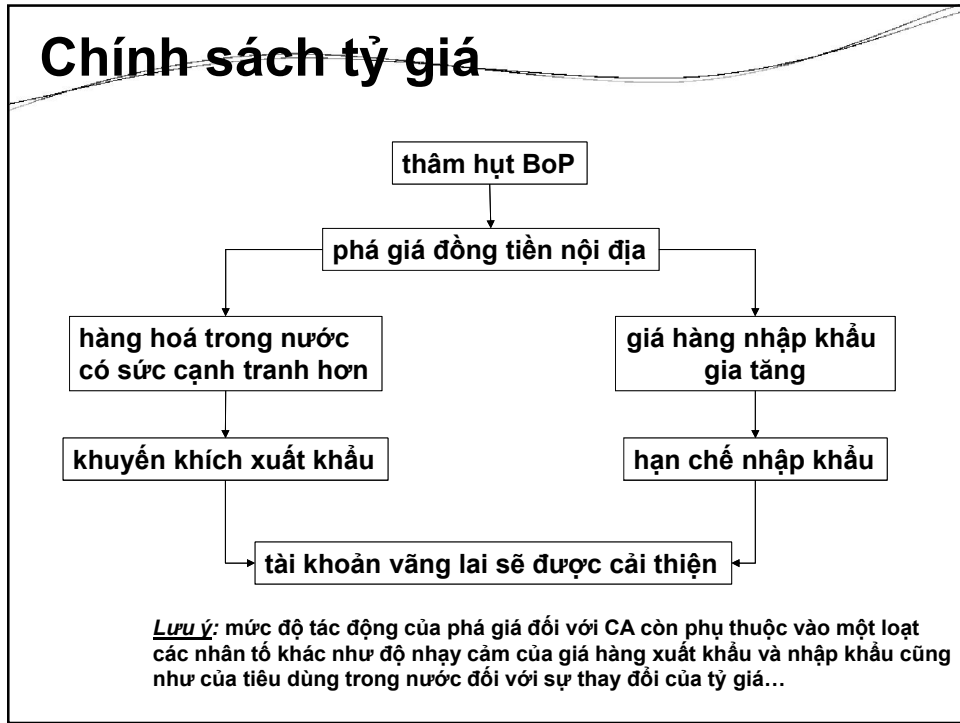 Chính sách tỷ giá
thâm hụt BoP
phá giá đồng tiền nội địa
hàng hoá trong nước
có sức cạnh tranh hơn
giá hàng nhập khẩu
gia tăng
khuyến khích xuất khẩu
hạn chế nhập khẩu
tài khoản vãng lai sẽ được cải thiện
Lưu ý: mức độ tác động của phá giá đối với CA còn phụ thuộc vào một loạt
các nhân tố khác như độ nhạy cảm của giá hàng xuất khẩu và nhập khẩu cũng
như của tiêu dùng trong nước đối với sự thay đổi của tỷ giá…